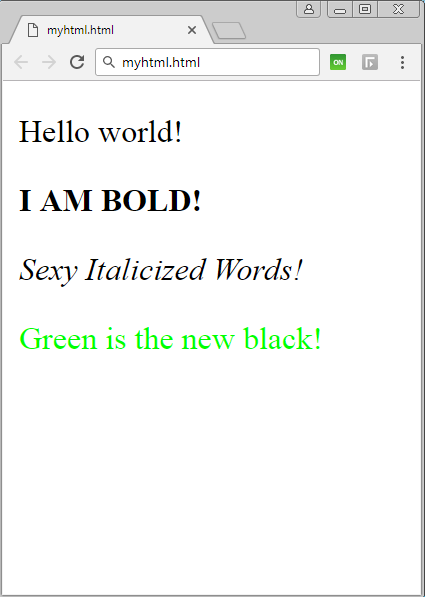 myhtml.html
myhtml.html
ON
Hello world!
I AM BOLD!
Sexy Italicized Words!
Green is the new black!